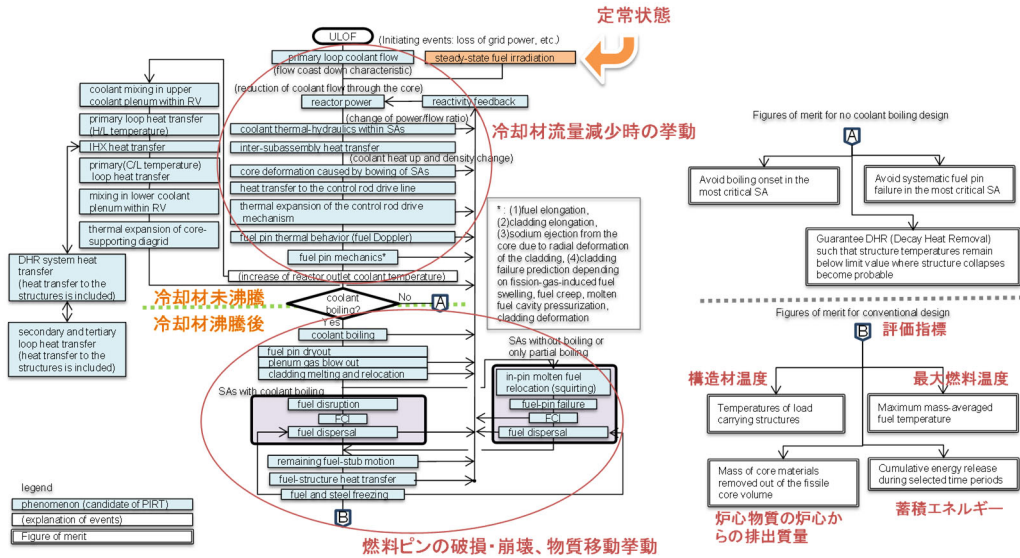 定常状態
ULOF
(Initiating events: loss of grid power, etc.)
primary loop coolant flow
steady-state fuel irradiation
(flow coast down characteristic)
(reduction of coolant flow through the core)
reactor power
reactivity feedback
(change of power/flow ratio)
冷却材流量減少時の挙動
coolant thermal-hydraulics within SAs
inter-subassembly heat transfer
(coolant heat up and density change)
core deformation caused by bowing of SAs
heat transfer to the control rod drive line
thermal expansion of the control rod drive
mechanism
fuel pin thermal behavior (fuel Doppler)
fuel pin mechanics*
(increase of reactor outlet coolant temperature)
coolant mixing in upper
coolant plenum within RV
primary loop heat transfer
(H/L temperature)
IHX heat transfer
primary(C/L temperature)
loop heat transfer
mixing in lower coolant
plenum within RV
thermal expansion of core-
supporting diagrid
DHR system heat
transfer
(heat transfer to the
structures is included)
secondary and tertiary
loop heat transfer
(heat transfer to the
structures is included)
* : (1)fuel elongation,
(2)cladding elongation,
(3)sodium ejection from the
core due to radial deformation
of the cladding, (4)cladding
failure prediction depending
on fission-gas-induced fuel
swelling, fuel creep, molten
fuel cavity pressurization,
cladding deformation
冷却材未沸騰
冷却材沸騰後
coolant
boiling?
No
A
Yes
coolant boiling
fuel pin dryout
plenum gas blow out
cladding melting and relocation
SAs with coolant boiling
fuel disruption
FCI
fuel dispersal
SAs without boiling or
only partial boiling
in-pin molten fuel
relocation (squirting)
fuel-pin failure
FCI
fuel dispersal
remaining fuel-stub motion
fuel-structure heat transfer
fuel and steel freezing
B
燃料ピンの破損・崩壊、物質移動挙動
legend
phenomenon (candidate of PIRT)
(explanation of events)
Figure of merit
Figures of merit for no coolant boiling design
A
Avoid boiling onset in the
most critical SA
Avoid systematic fuel pin
failure in the most critical SA
Guarantee DHR (Decay Heat Removal)
such that structure temperatures remain
below limit value where structure collapses
become probable
Figures of merit for conventional design
B
評価指標
構造材温度
最大燃料温度
Temperatures of load
carrying structures
Maximum mass-averaged
fuel temperature
Mass of core materials
removed out of the fissile
core volume
Cumulative energy release
during selected time periods
炉心物質の炉心か
らの排出質量
蓄積エネルギー